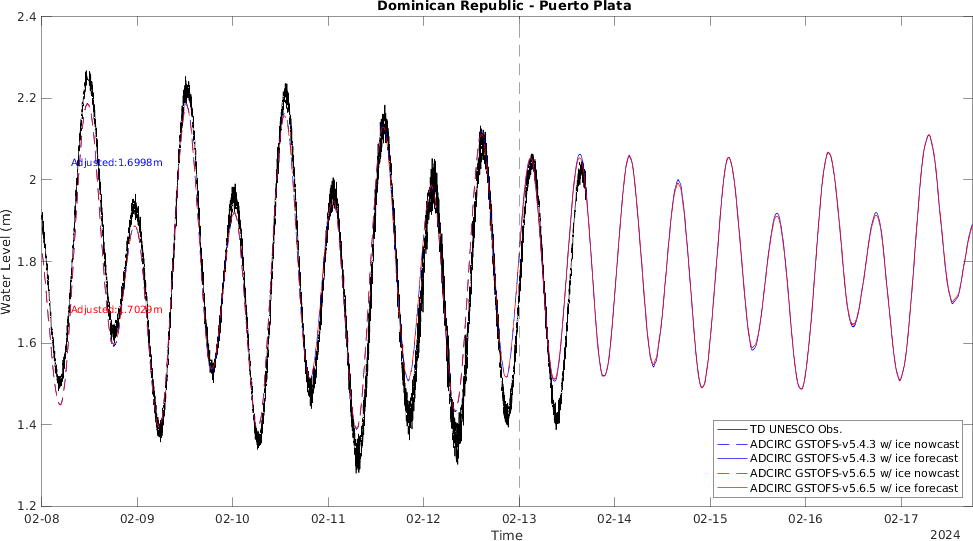 Dominican Republic - Puerto Plata
2.4
2.2
2
1.8
1.6
1.4
1.2
Water Level (m)
Adjusted:1.6998m
Adjusted:1.7029m
TD UNESCO Obs.
ADCIRC GSTOFS-v5.4.3 w/ ice nowcast
ADCIRC GSTOFS-v5.4.3 w/ ice forecast
ADCIRC GSTOFS-v5.6.5 w/ ice nowcast
ADCIRC GSTOFS-v5.6.5 w/ ice forecast
02-08 02-09 02-10 02-11 02-12 02-13 02-14 02-15 02-16 02-17
Time
2024